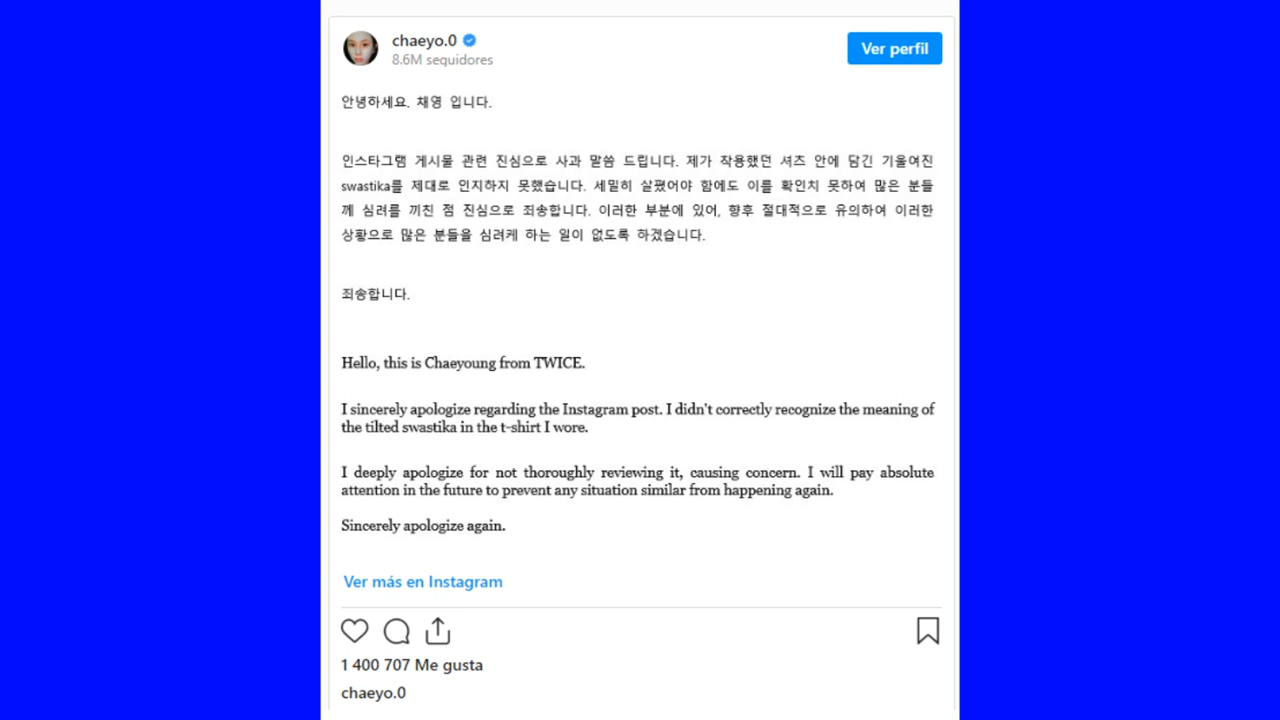 chaeyo.0
8.6M seguidores
Ver perfil
안녕하세요. 채영 입니다.
인스타그램 게시물 관련 진심으로 사과 말씀 드립니다. 제가 착용했던 셔츠 안에 담긴 기울여진
swastika를 제대로 인지하지 못했습니다. 세밀히 살폈어야 함에도 이를 확인치 못하여 많은 분들
께 심려를 끼친 점 진심으로 죄송합니다. 이러한 부분에 있어, 향후 절대적으로 유의하여 이러한
상황으로 많은 분들을 심려케 하는 일이 없도록 하겠습니다.
죄송합니다.
Hello, this is Chaeyoung from TWICE.
I sincerely apologize regarding the Instagram post. I didn't correctly recognize the meaning of
the tilted swastika in the t-shirt I wore.
I deeply apologize for not thoroughly reviewing it, causing concern. I will pay absolute
attention in the future to prevent any situation similar from happening again.
Sincerely apologize again.
Ver más en Instagram
1 400 707 Me gusta
chaeyo.0